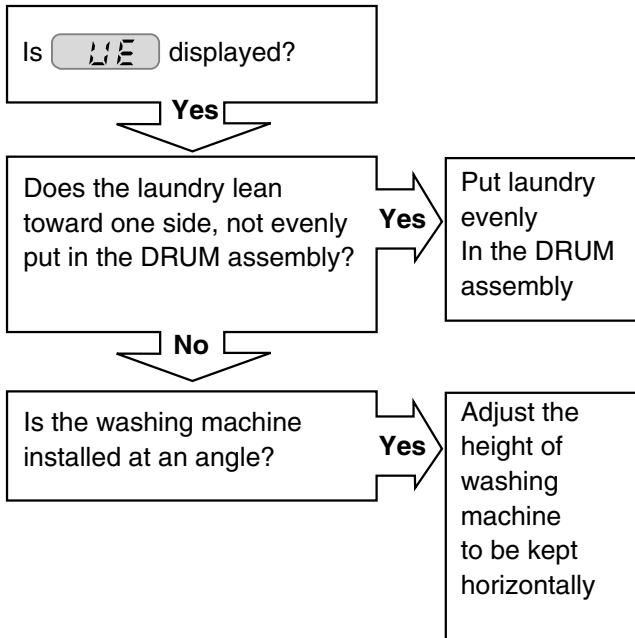 Is UE displayed?
Yes
Does the laundry lean
toward one side, not evenly
put in the DRUM assembly?
Yes
Put laundry
evenly
In the DRUM
assembly
No
Is the washing machine
installed at an angle?
Yes
Adjust the
height of
washing
machine
to be kept
horizontally